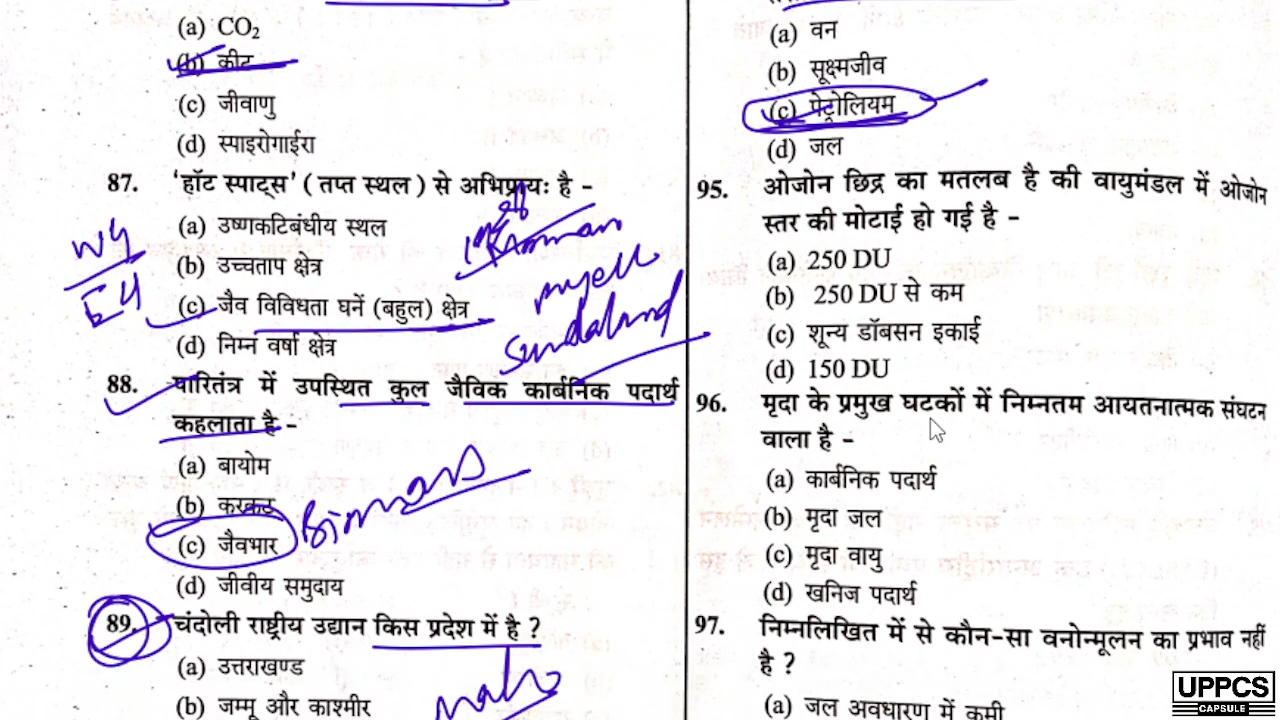 (a) CO₂
(b) कीट
(c) जीवाणु
(d) स्पाइरोगाईरा
87. 'हॉट स्पाट्स' ( तप्त स्थल ) से अभिप्रायः है -
(a) उष्णकटिबंधीय स्थल
(b) उच्चताप क्षेत्र
(c) जैव विविधता घनें (बहुल) क्षेत्र
(d) निम्न वर्षा क्षेत्र
88. पारितंत्र में उपस्थित कुल जैविक कार्बनिक पदार्थ
कहलाता है -
(a) बायोम
(b) करकट
(c) जैवभार
(d) जीवीय समुदाय
Biomass
89. चंदोली राष्ट्रीय उद्यान किस प्रदेश में है ?
(a) उत्तराखण्ड
(b) जम्मू और काश्मीर
sundaland
(a) वन
(b) सूक्ष्मजीव
(c) पेट्रोलियम
(d) जल
95. ओजोन छिद्र का मतलब है की वायुमंडल में ओजोन
स्तर की मोटाई हो गई है -
(a) 250 DU
(b) 250 DU से कम
(c) शून्य डॉबसन इकाई
(d) 150 DU
96. मृदा के प्रमुख घटकों में निम्नतम आयतनात्मक संघटन
वाला है -
(a) कार्बनिक पदार्थ
(b) मृदा जल
(c) मृदा वायु
(d) खनिज पदार्थ
97. निम्नलिखित में से कौन-सा वनोन्मूलन का प्रभाव नहीं
है ?
(a) जल अवधारण में कमी
UPPCS
CAPSULE